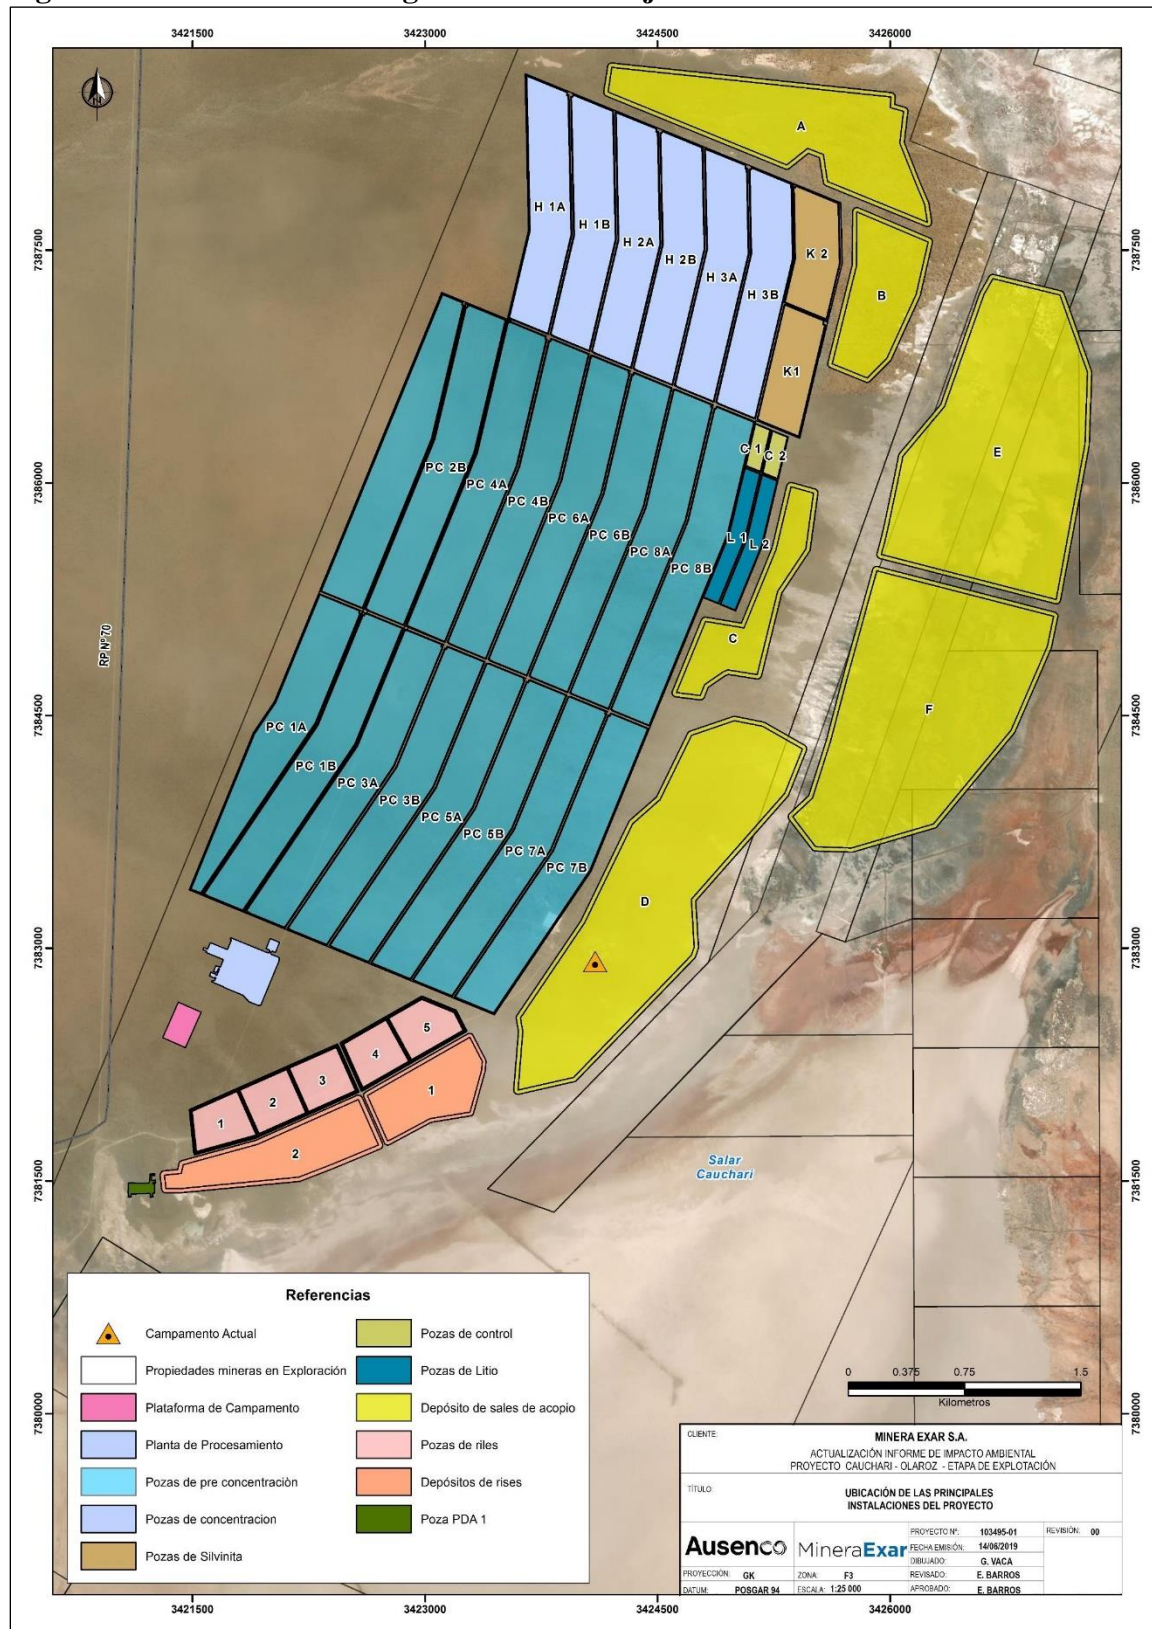 3421500 3423000 3424500 3426000
7387500
7386000
7384500
7383000
7381500
7380000
7387500
7386000
7384500
7383000
7381500
7380000
N
RP Nº 70
A
B
C
D
E
F
H 1A
H 1B
H 2A
H 2B
H 3A
H 3B
K 2
K1
C 1
C 2
L 1
L 2
PC 2B
PC 4A
PC 4B
PC 6A
PC 6B
PC 8A
PC 8B
PC 1A
PC 1B
PC 3A
PC 3B
PC 5A
PC 5B
PC 7A
PC 7B
1
2
3
4
5
1
2
Salar
Cauchari
Referencias
Campamento Actual
Propiedades mineras en Exploración
Plataforma de Campamento
Planta de Procesamiento
Pozas de pre concentraciòn
Pozas de concentracion
Pozas de Silvinita
Pozas de control
Pozas de Litio
Depósito de sales de acopio
Pozas de riles
Depósitos de rises
Poza PDA 1
0 0.375 0.75 1.5
Kilometros
CLIENTE:
MINERA EXAR S.A.
ACTUALIZACIÓN INFORME DE IMPACTO AMBIENTAL
PROYECTO CAUCHARI - OLAROZ - ETAPA DE EXPLOTACIÓN
TÍTULO:
UBICACIÓN DE LAS PRINCIPALES
INSTALACIONES DEL PROYECTO
Ausenco
MineraExar
PROYECTO Nº: 103495-01 REVISIÓN: 00
FECHA EMISIÓN: 14/06/2019
DIBUJADO: G. VACA
PROYECCIÓN: GK ZONA: F3 REVISADO: E. BARROS
DATUM: POSGAR 94 ESCALA: 1:25 000 APROBADO: E. BARROS
3421500 3423000 3424500 3426000